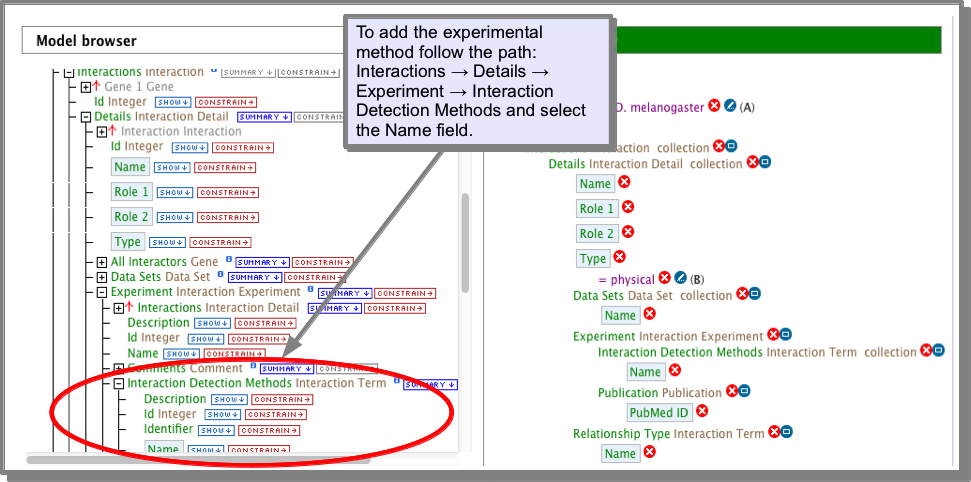 Model browser
To add the experimental
method follow the path:
Interactions → Details →
Experiment → Interaction
Detection Methods and select
the Name field.
Interactions Interaction SUMMARY ↓ CONSTRAIN →
Gene 1 Gene
Id Integer SHOW ↓ CONSTRAIN →
Details Interaction Detail SUMMARY ↓
Interaction Interaction
Id Integer SHOW ↓ CONSTRAIN →
Name SHOW ↓ CONSTRAIN →
Role 1 SHOW ↓ CONSTRAIN →
Role 2 SHOW ↓ CONSTRAIN →
Type SHOW ↓ CONSTRAIN →
All Interactors Gene SUMMARY ↓ CONSTRAIN →
Data Sets Data Set SUMMARY ↓ CONSTRAIN →
Experiment Interaction Experiment SUMMARY ↓ CONSTRAIN →
Interactions Interaction Detail SUMMARY ↓ CONSTRAIN →
Description SHOW ↓ CONSTRAIN →
Id Integer SHOW ↓ CONSTRAIN →
Name SHOW ↓ CONSTRAIN →
Comments Comment SUMMARY ↓ CONSTRAIN →
Interaction Detection Methods Interaction Term SUMMARY ↓
Description SHOW ↓ CONSTRAIN →
Id Integer SHOW ↓ CONSTRAIN →
Identifier SHOW ↓ CONSTRAIN →
Name SHOW ↓ CONSTRAIN →
D. melanogaster (A)
collection
Details Interaction Detail collection
Name
Role 1
Role 2
Type
= physical (B)
Data Sets Data Set collection
Name
Experiment Interaction Experiment
Interaction Detection Methods Interaction Term collection
Name
Publication Publication
PubMed ID
Relationship Type Interaction Term
Name